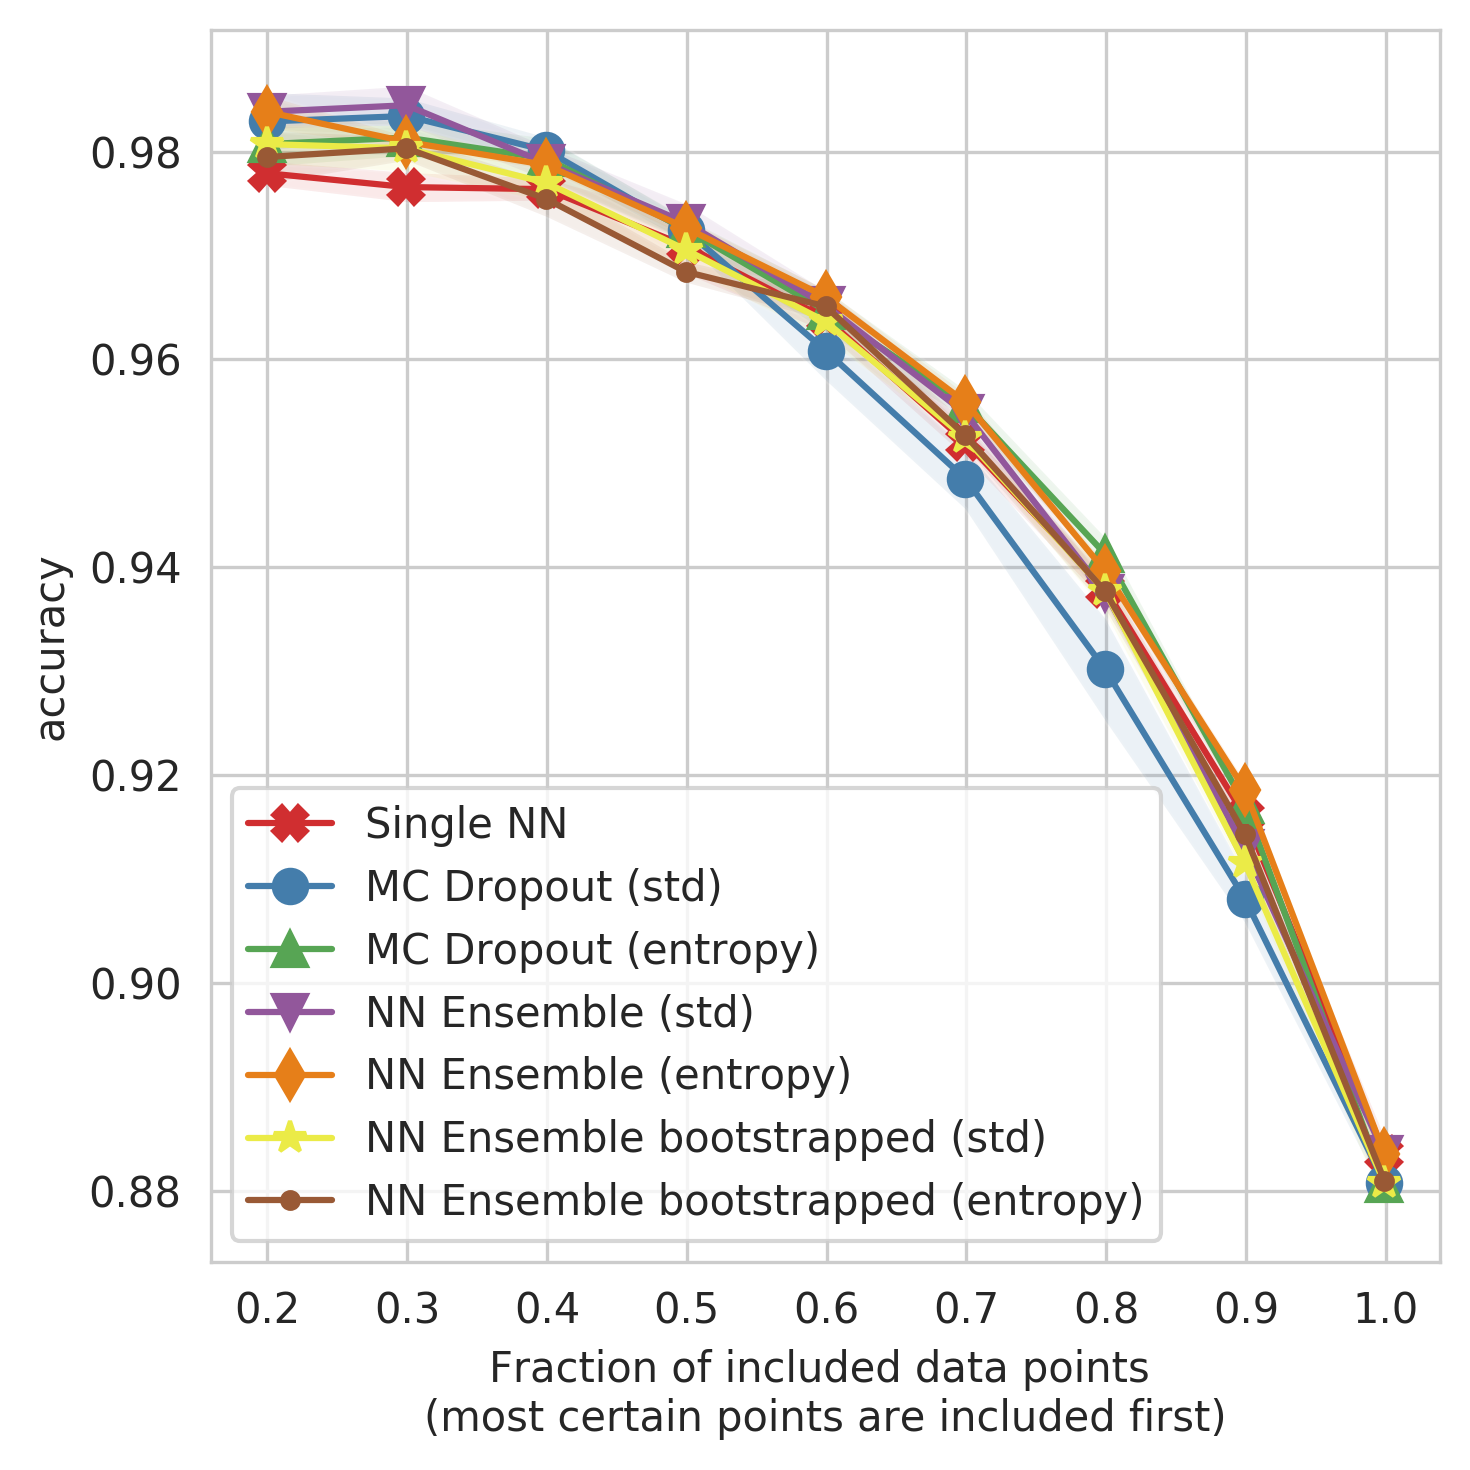 0.98
0.96
0.94
0.92
0.90
0.88
accuracy
Single NN
MC Dropout (std)
MC Dropout (entropy)
NN Ensemble (std)
NN Ensemble (entropy)
NN Ensemble bootstrapped (std)
NN Ensemble bootstrapped (entropy)
0.2 0.3 0.4 0.5 0.6 0.7 0.8 0.9 1.0
Fraction of included data points
(most certain points are included first)